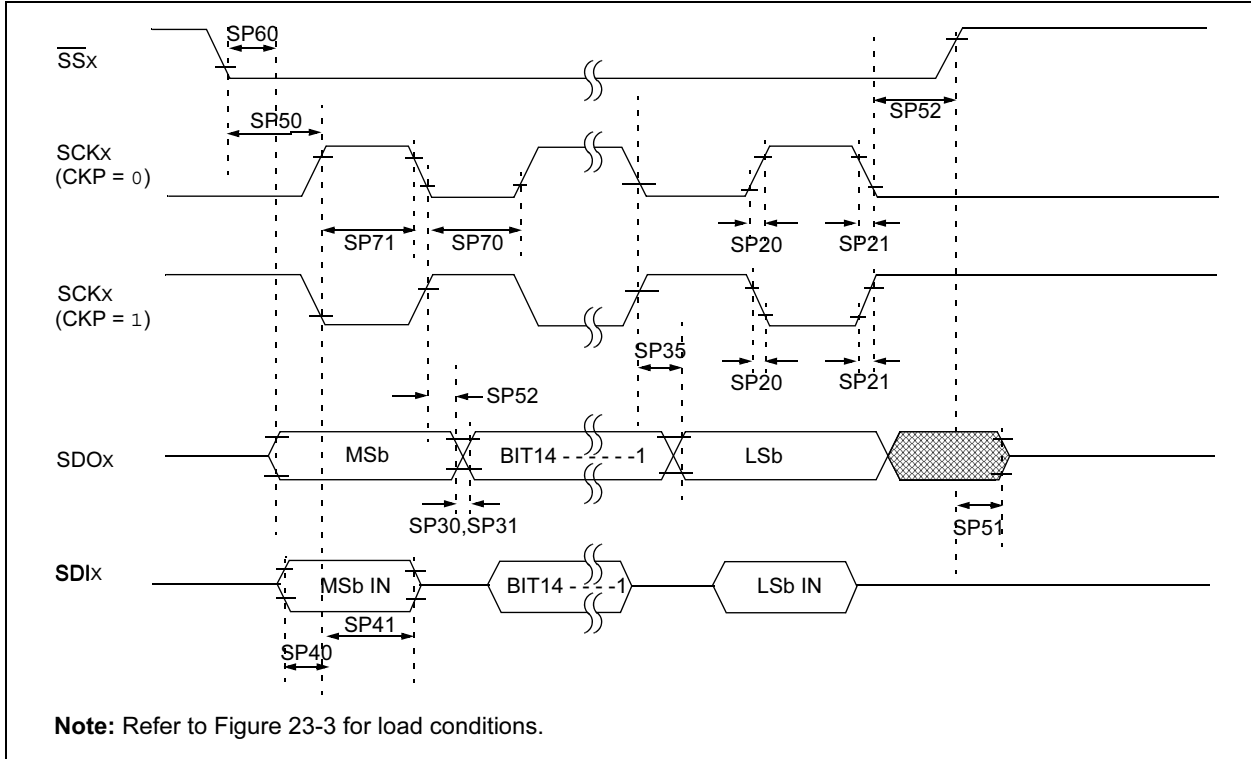 SP60
SSX
SP52
SP50
SCKX
(CKP = 0)
SP71
SP70
SP20
SP21
SCKX
(CKP = 1)
SP35
SP20
SP21
SP52
SDOX
MSb
BIT14 - - - - - -1
LSb
SP30,SP31
SP51
SDIX
MSb IN
BIT14 - - - -1
LSb IN
SP41
SP40
Note: Refer to Figure 23-3 for load conditions.